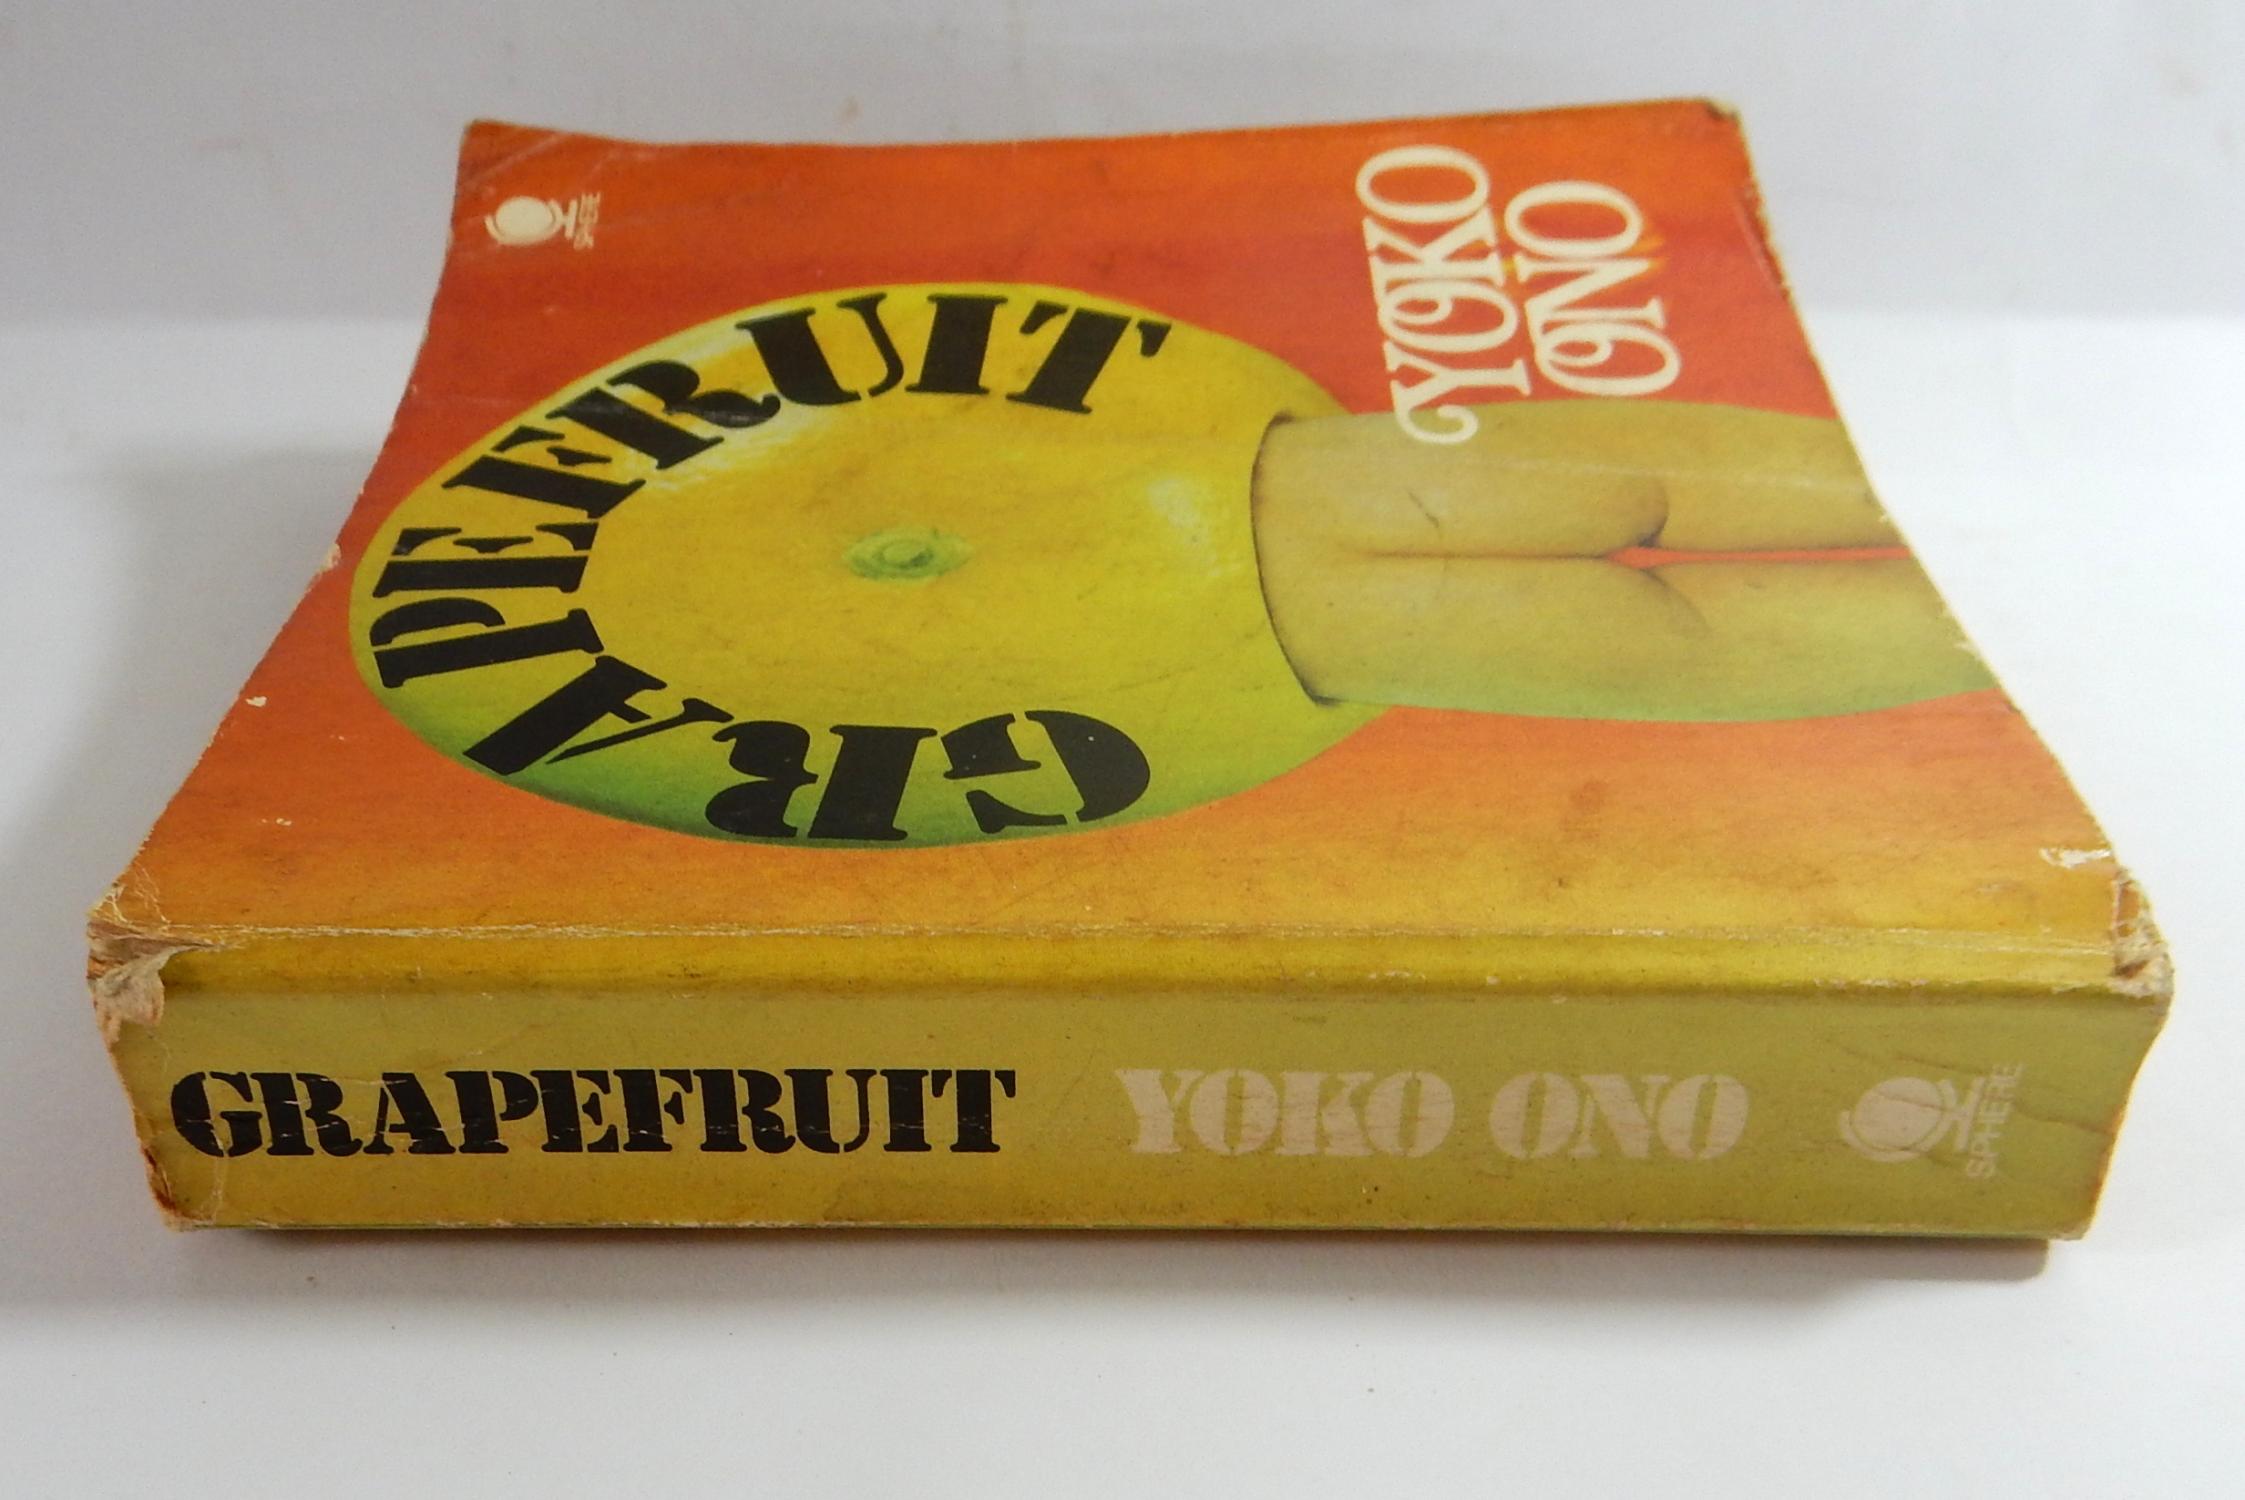 SPHERE
GRAPEFRUIT
YOKO
ONO
GRAPEFRUIT YOKO ONO SPHERE